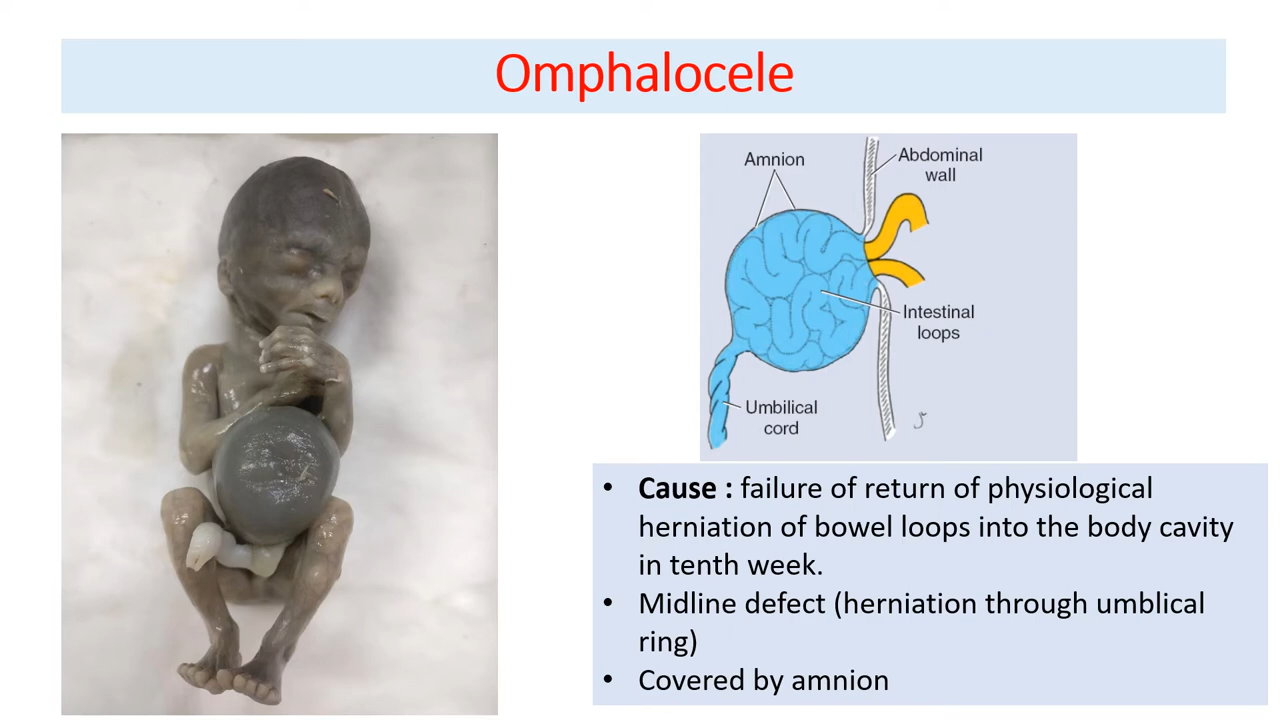 Omphalocele
Amnion
Abdominal
wall
Intestinal
loops
Umbilical
cord
• Cause : failure of return of physiological
herniation of bowel loops into the body cavity
in tenth week.
• Midline defect (herniation through umblical
ring)
• Covered by amnion